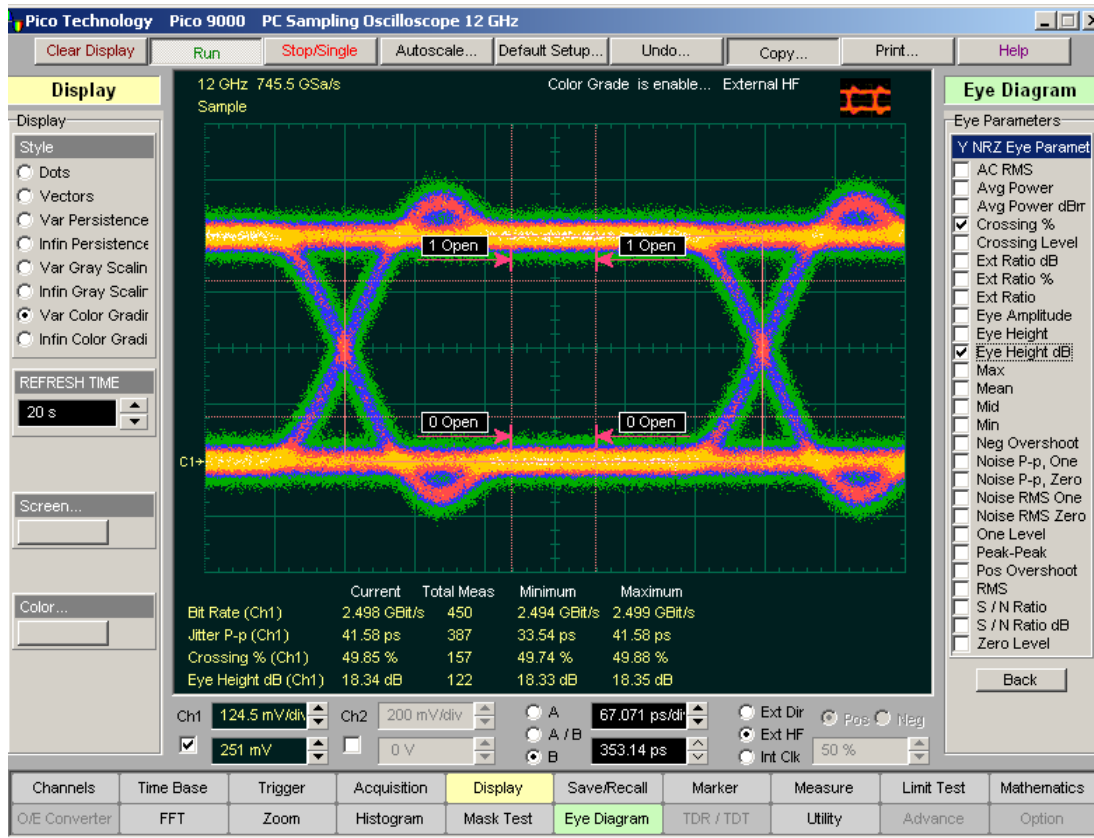 Pico Technology Pico 9000 PC Sampling Oscilloscope 12 GHz
Clear Display Run Stop/Single Autoscale... Default Setup... Undo... Copy... Print... Help
Display
Display
Style
Dots
Vectors
Var Persistence
Infin Persistence
Var Gray Scalin
Infin Gray Scalir
Var Color Gradir
Infin Color Gradi
REFRESH TIME
20 s
Screen...
Color...
12 GHz 745.5 GSa/s Color Grade is enable... External HF
Sample
1 Open 1 Open
0 Open 0 Open
C1
Current Total Meas Minimum Maximum
Bit Rate (Ch1) 2.498 GBit/s 450 2.494 GBit/s 2.499 GBit/s
Jitter P-p (Ch1) 41.58 ps 387 33.54 ps 41.58 ps
Crossing % (Ch1) 49.85 % 157 49.74 % 49.88 %
Eye Height dB (Ch1) 18.34 dB 122 18.33 dB 18.35 dB
Eye Diagram
Eye Parameters
Y NRZ Eye Paramet
AC RMS
Avg Power
Avg Power dBm
Crossing %
Crossing Level
Ext Ratio dB
Ext Ratio %
Ext Ratio
Eye Amplitude
Eye Height
Eye Height dB
Max
Mean
Mid
Min
Neg Overshoot
Noise P-p, One
Noise P-p, Zero
Noise RMS One
Noise RMS Zero
One Level
Peak-Peak
Pos Overshoot
RMS
S / N Ratio
S / N Ratio dB
Zero Level
Back
Ch1 124.5 mV/div Ch2 200 mV/div A 67.071 ps/div Ext Dir Pos Neg
A / B Ext HF
251 mV 0 V B 353.14 ps Int Clk 50 %
Channels Time Base Trigger Acquisition Display Save/Recall Marker Measure Limit Test Mathematics
O/E Converter FFT Zoom Histogram Mask Test Eye Diagram TDR / TDT Utility Advance Option